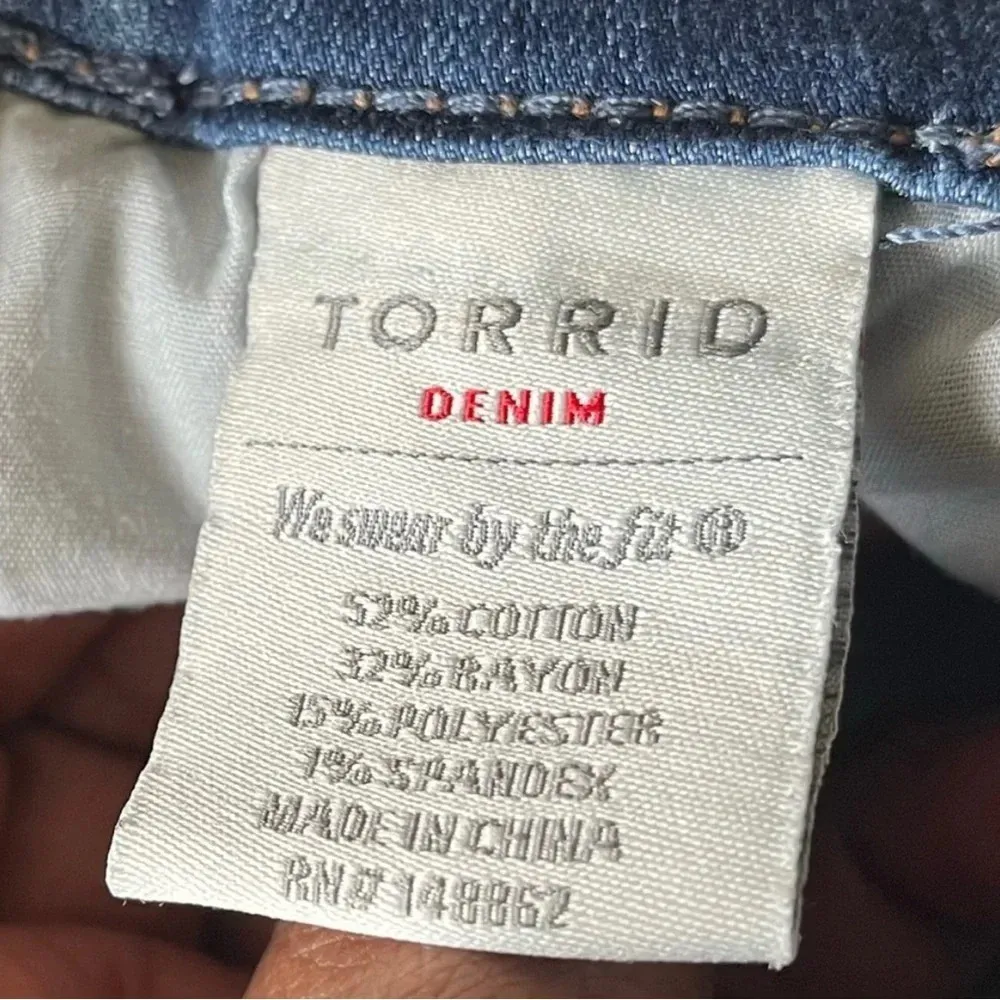 TORRID
DENIM
We swear by the fit ®
52% COTTON
32% RAYON
15% POLYESTER
1% SPANDEX
MADE IN CHINA
RN# 148862